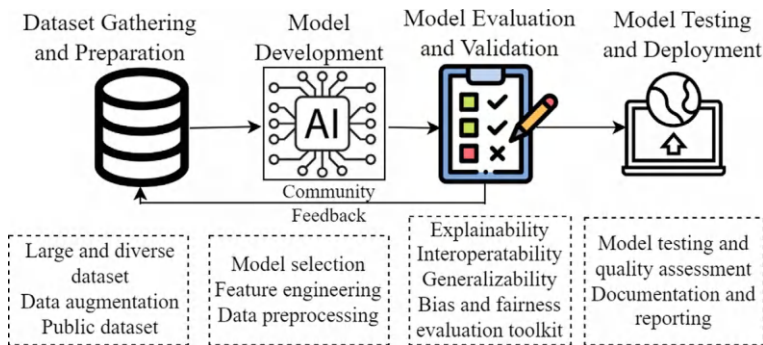 Dataset Gathering
and Preparation
Model
Development
Model Evaluation
and Validation
Model Testing
and Deployment
AI
Community
Feedback
Large and diverse
dataset
Data augmentation
Public dataset
Model selection
Feature engineering
Data preprocessing
Explainability
Interoperatability
Generalizability
Bias and fairness
evaluation toolkit
Model testing and
quality assessment
Documentation and
reporting